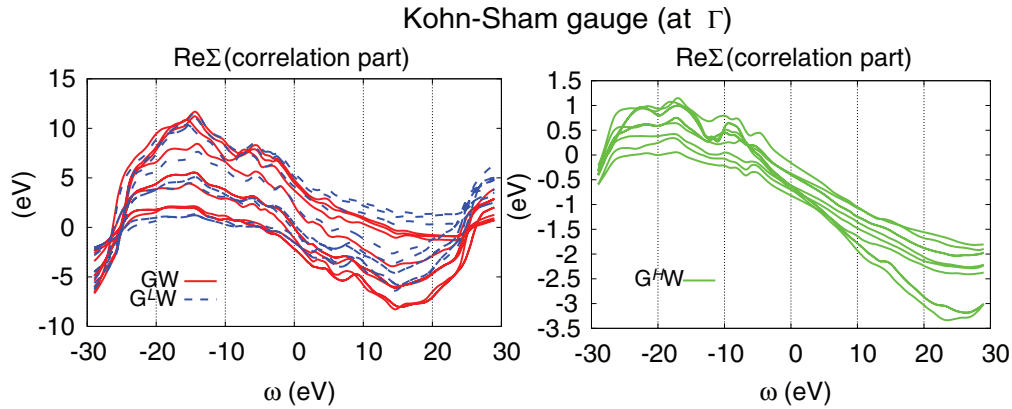 Kohn-Sham gauge (at Γ)
ReΣ(correlation part)
15
10
5
0
-5
-10
(eV)
GW
GᴸW
-30 -20 -10 0 10 20 30
ω (eV)
ReΣ(correlation part)
1.5
1
0.5
0
-0.5
-1
-1.5
-2
-2.5
-3
-3.5
(eV)
GᴴW
-30 -20 -10 0 10 20 30
ω (eV)